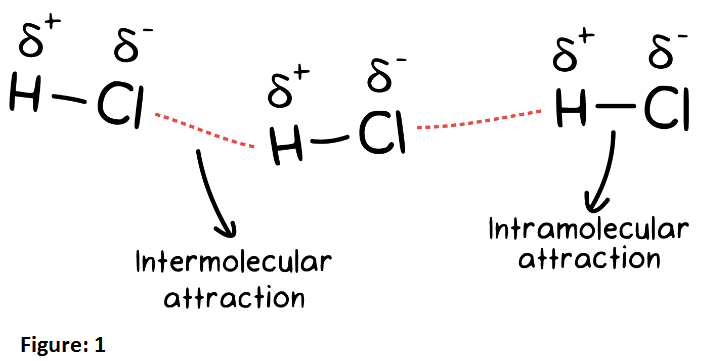 δ⁺ δ⁻
H—Cl
δ⁺ δ⁻
H—Cl
δ⁺ δ⁻
H—Cl
Intermolecular
attraction
Intramolecular
attraction
Figure: 1